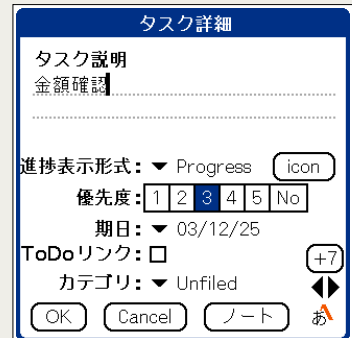 タスク詳細
タスク説明
金額確認
進捗表示形式: ▼ Progress icon
優先度: 1 2 3 4 5 No
期日: ▼ 03/12/25
ToDoリンク: □
+7
カテゴリ: ▼ Unfiled
OK Cancel ノート あ